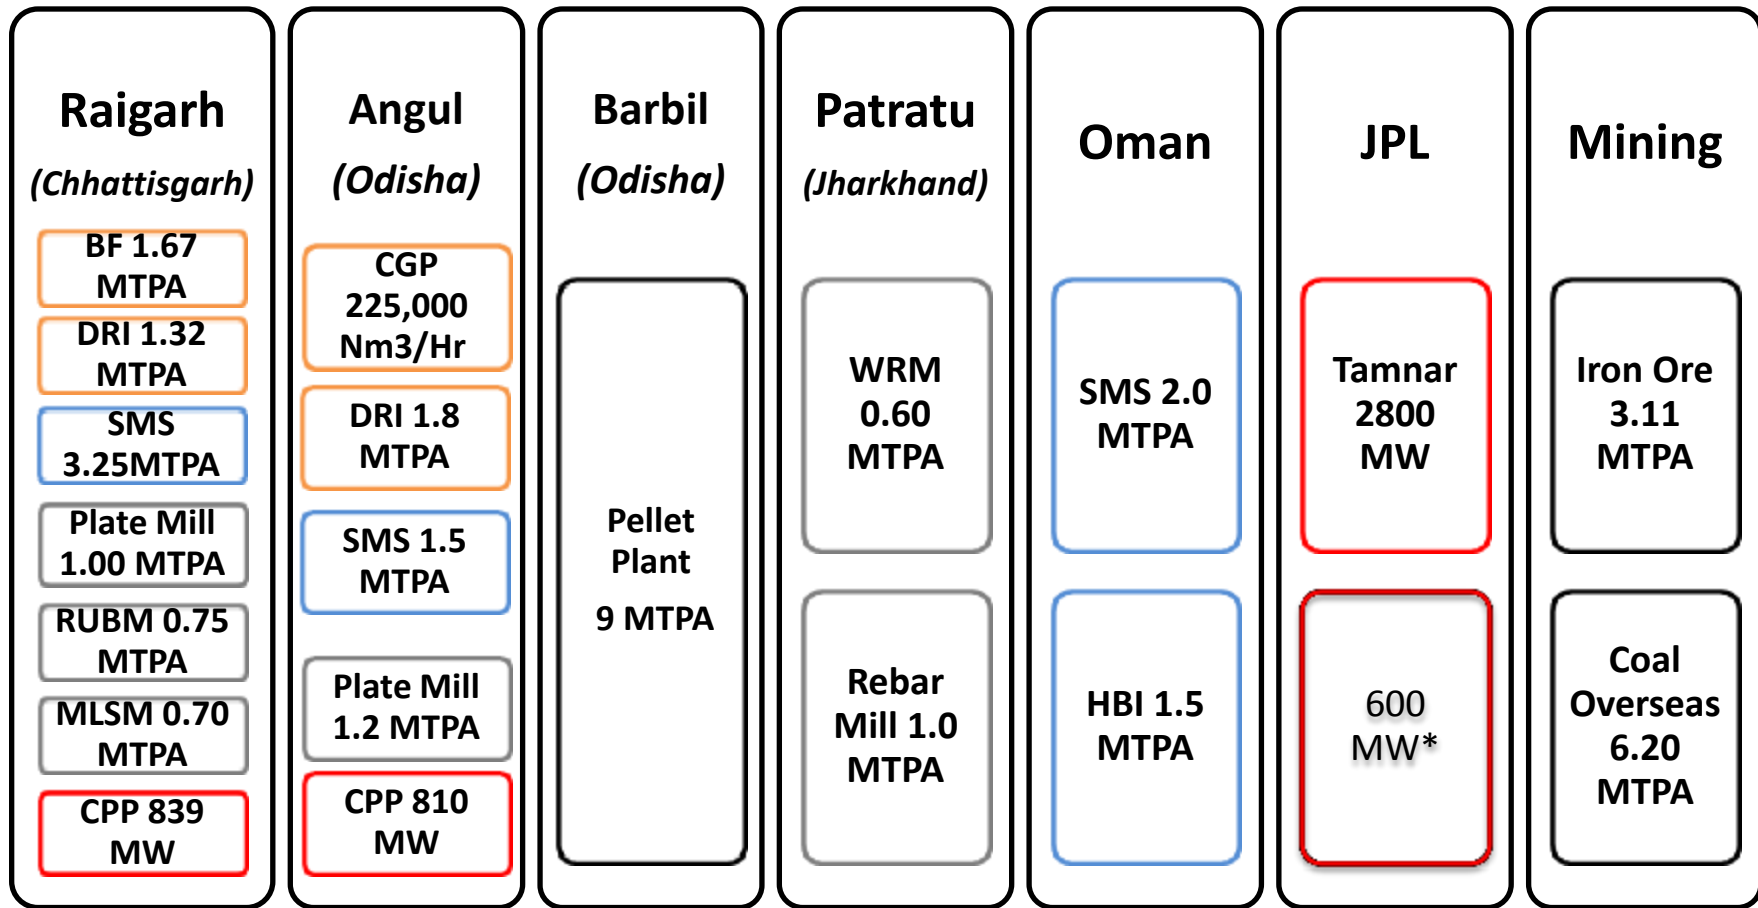 Raigarh
(Chhattisgarh)
BF 1.67
MTPA
DRI 1.32
MTPA
SMS
3.25MTPA
Plate Mill
1.00 MTPA
RUBM 0.75
MTPA
MLSM 0.70
MTPA
CPP 839
MW
Angul
(Odisha)
CGP
225,000
Nm3/Hr
DRI 1.8
MTPA
SMS 1.5
MTPA
Plate Mill
1.2 MTPA
CPP 810
MW
Barbil
(Odisha)
Pellet
Plant
9 MTPA
Patratu
(Jharkhand)
WRM
0.60
MTPA
Rebar
Mill 1.0
MTPA
Oman
SMS 2.0
MTPA
HBI 1.5
MTPA
JPL
Tamnar
2800
MW
600
MW*
Mining
Iron Ore
3.11
MTPA
Coal
Overseas
6.20
MTPA